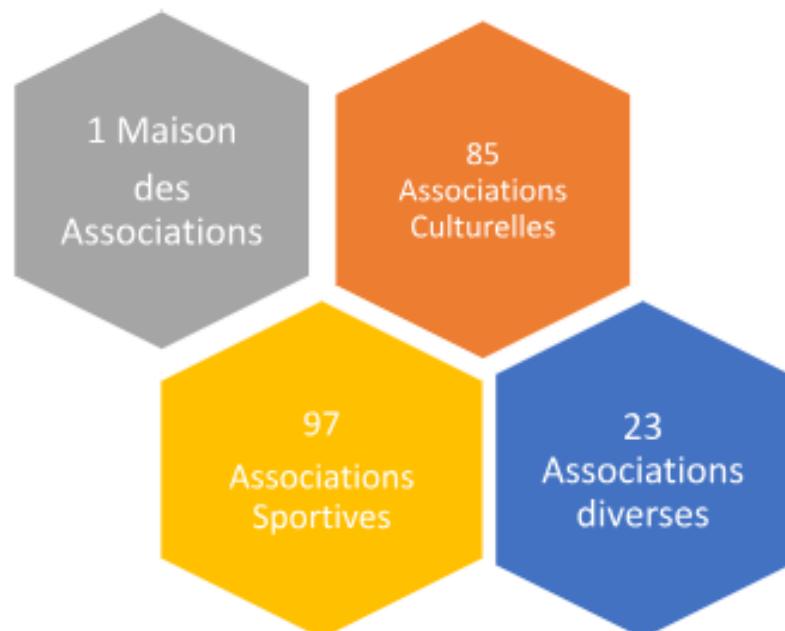 1 Maison
des
Associations
85
Associations
Culturelles
97
Associations
Sportives
23
Associations
diverses